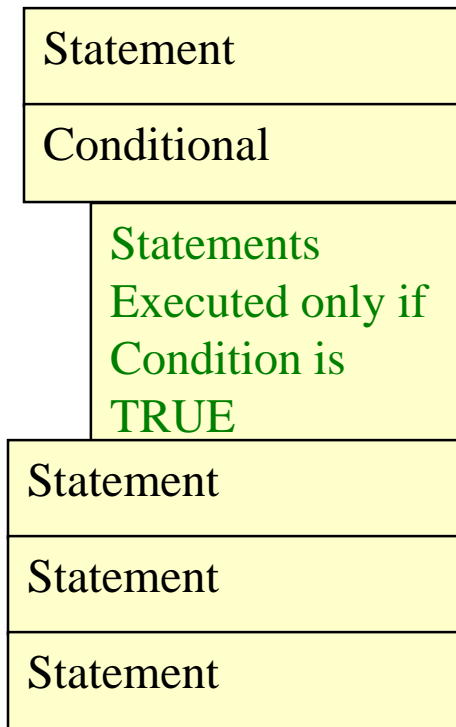 Statement
Conditional
Statements
Executed only if
Condition is
TRUE
Statement
Statement
Statement